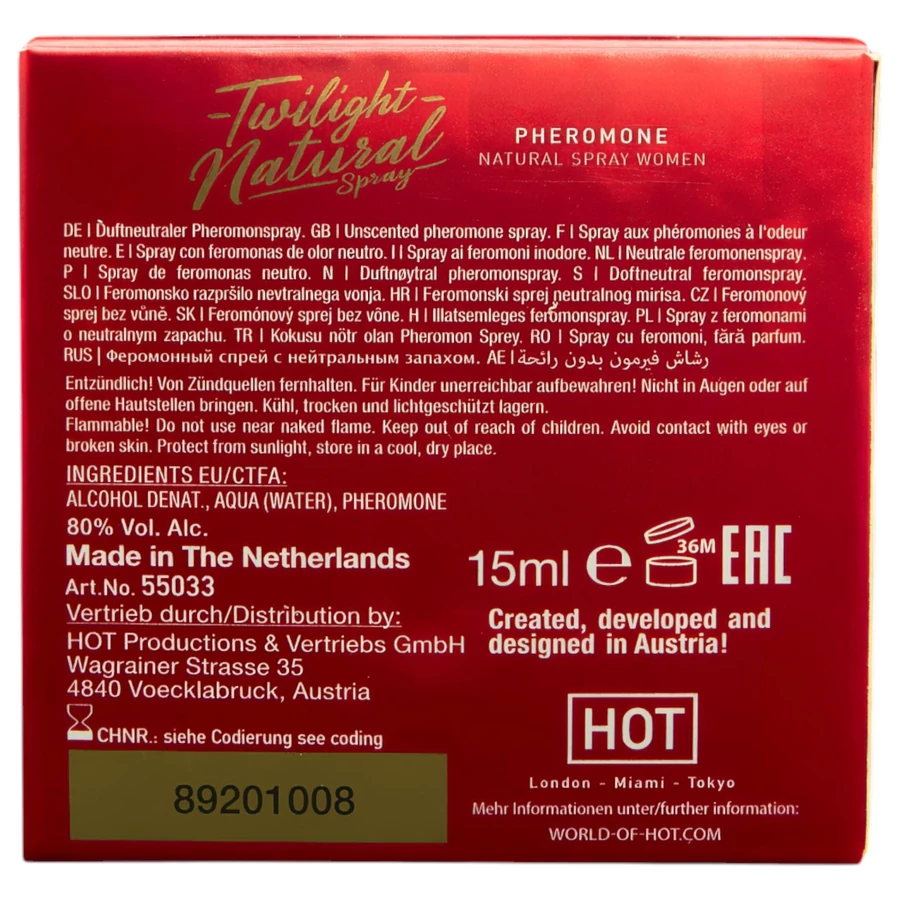 -Twilight-
Natural
Spray
PHEROMONE
NATURAL SPRAY WOMEN
DE I Duftneutraler Pheromonspray. GB I Unscented pheromone spray. F I Spray aux phéromones à l'odeur
neutre. E I Spray con feromonas de olor neutro. I I Spray ai feromoni inodore. NL I Neutrale feromonenspray.
P I Spray de feromonas neutro. N I Duftnøytral pheromonspray. S I Doftneutral feromonspray.
SLO I Feromonsko razpršilo nevtralnega vonja. HR I Feromonski sprej neutralnog mirisa. CZ I Feromonový
sprej bez vůně. SK I Feromónový sprej bez vône. H I Illatsemleges feromonspray. PL I Spray z feromonami
o neutralnym zapachu. TR I Kokusu nötr olan Pheromon Sprey. RO I Spray cu feromoni, fără parfum.
RUS I Феромонный спрей с нейтральным запахом. AE I رشاش فيرمون بدون رائحة
Entzündlich! Von Zündquellen fernhalten. Für Kinder unerreichbar aufbewahren! Nicht in Augen oder auf
offene Hautstellen bringen. Kühl, trocken und lichtgeschützt lagern.
Flammable! Do not use near naked flame. Keep out of reach of children. Avoid contact with eyes or
broken skin. Protect from sunlight, store in a cool, dry place.
INGREDIENTS EU/CTFA:
ALCOHOL DENAT., AQUA (WATER), PHEROMONE
80% Vol. Alc.
Made in The Netherlands
Art.No. 55033
Vertrieb durch/Distribution by:
HOT Productions & Vertriebs GmbH
Wagrainer Strasse 35
4840 Voecklabruck, Austria
CHNR.: siehe Codierung see coding
89201008
15ml e 36M EAC
Created, developed and
designed in Austria!
HOT
London - Miami - Tokyo
Mehr Informationen unter/further information:
WORLD-OF-HOT.COM